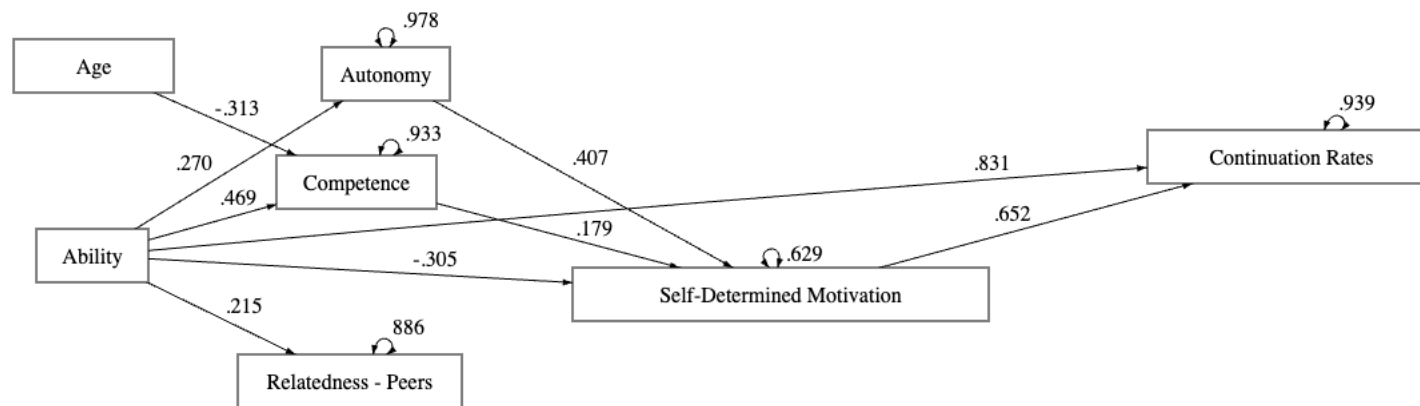 .978
Age
Autonomy
-.313
.939
.933
.270
.407
.831
Continuation Rates
Competence
.469
.652
.179
Ability
-.305
.629
Self-Determined Motivation
.215
886
Relatedness - Peers